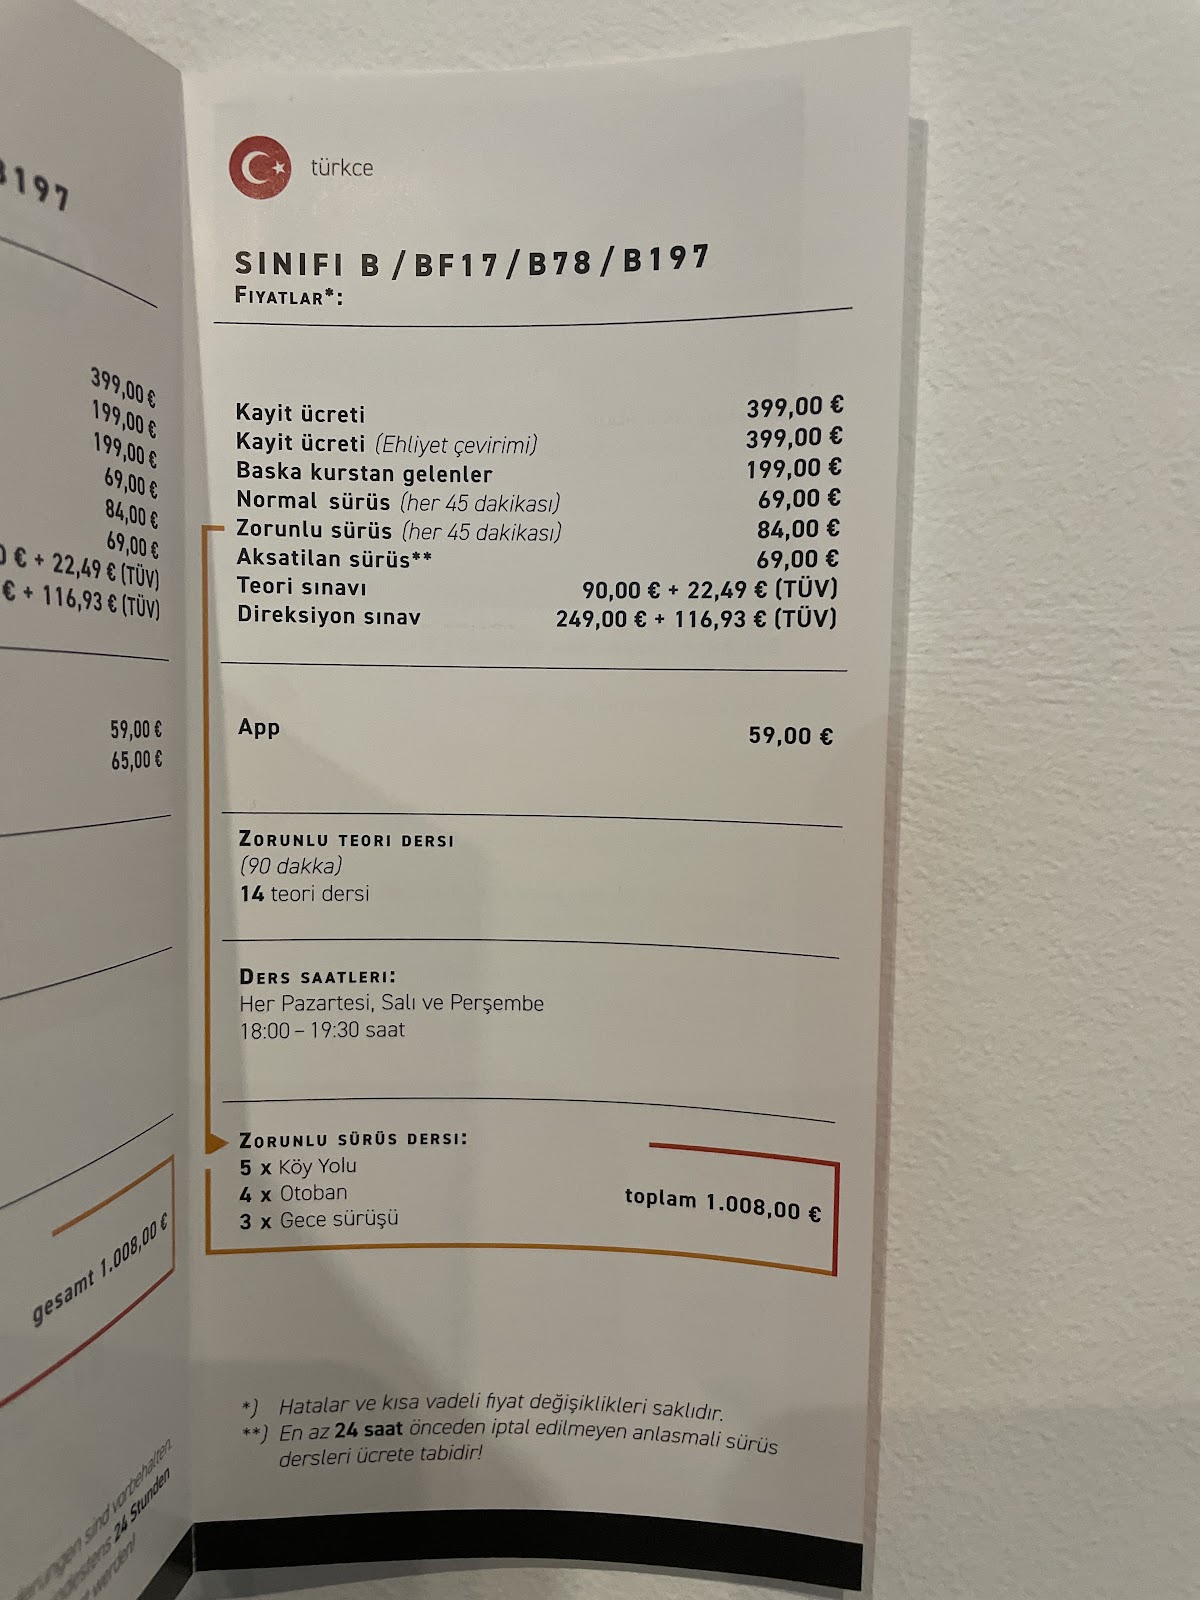 B197
399,00 €
199,00 €
199,00 €
69,00 €
84,00 €
69,00 €
0 € + 22,49 € (TÜV)
€ + 116,93 € (TÜV)
59,00 €
65,00 €
gesamt 1.008,00 €
sind vorbehalten.
24 Stunden
werden!
türkce
SINIFI B / BF17 / B78 / B197
FIYATLAR*:
Kayit ücreti 399,00 €
Kayit ücreti (Ehliyet çevirimi) 399,00 €
Baska kurstan gelenler 199,00 €
Normal sürüs (her 45 dakikası) 69,00 €
Zorunlu sürüs (her 45 dakikası) 84,00 €
Aksatilan sürüs** 69,00 €
Teori sınavı 90,00 € + 22,49 € (TÜV)
Direksiyon sınav 249,00 € + 116,93 € (TÜV)
App 59,00 €
ZORUNLU TEORI DERSI
(90 dakka)
14 teori dersi
DERS SAATLERI:
Her Pazartesi, Salı ve Perşembe
18:00 – 19:30 saat
ZORUNLU SÜRÜS DERSI:
5 x Köy Yolu
4 x Otoban
3 x Gece sürüşü
toplam 1.008,00 €
*) Hatalar ve kısa vadeli fiyat değişiklikleri saklıdır.
**) En az 24 saat önceden iptal edilmeyen anlasmali sürüs
dersleri ücrete tabidir!